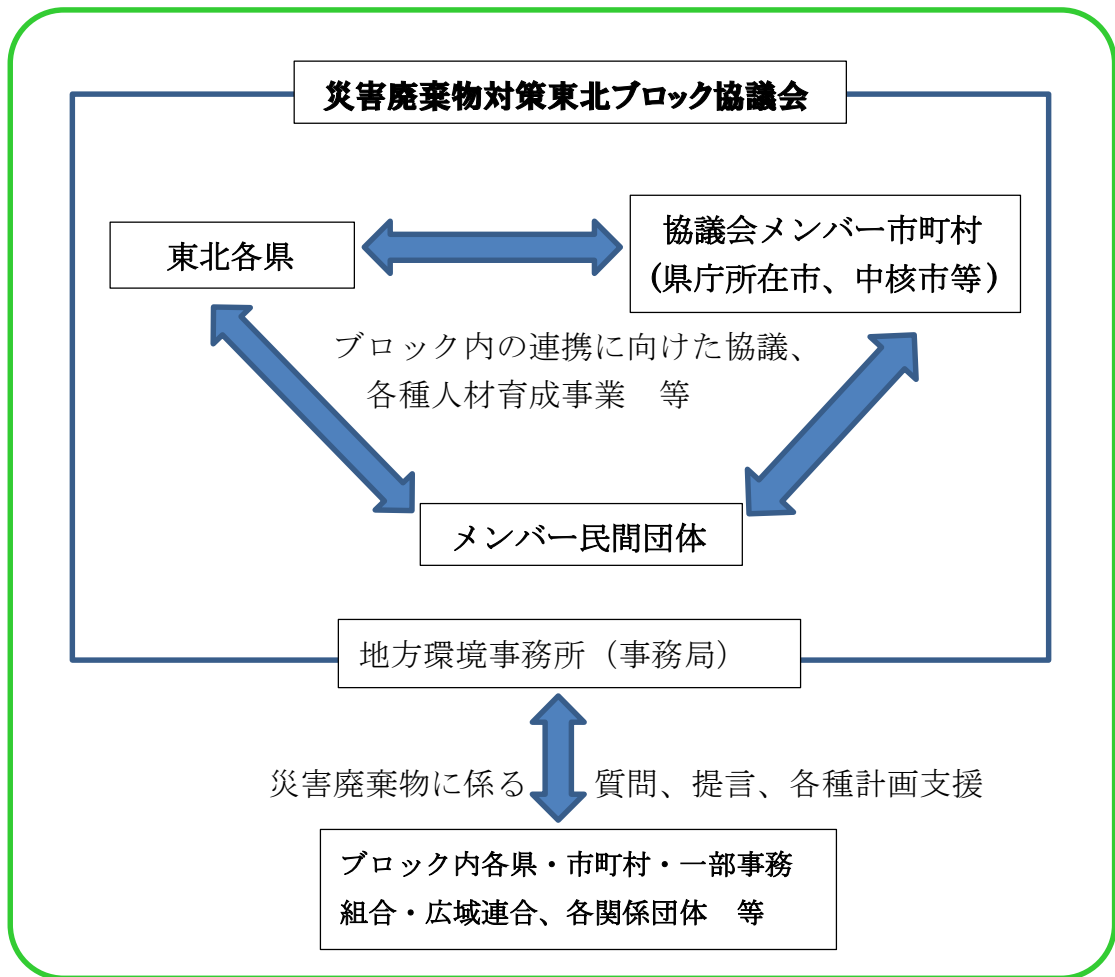 災害廃棄物対策東北ブロック協議会
東北各県
協議会メンバー市町村
(県庁所在市、中核市等)
ブロック内の連携に向けた協議、
各種人材育成事業　等
メンバー民間団体
地方環境事務所（事務局）
災害廃棄物に係る　質問、提言、各種計画支援
ブロック内各県・市町村・一部事務
組合・広域連合、各関係団体　等